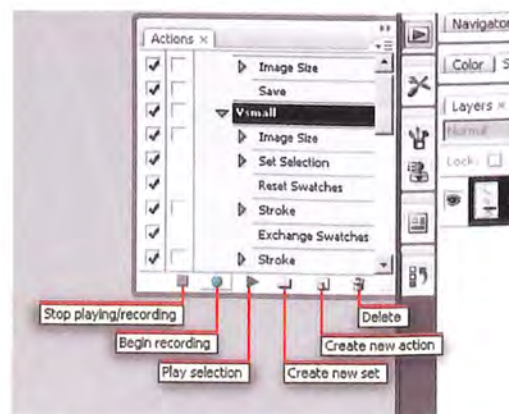 Navigator
Actions ×
Color
S
Image Size
Save
Layers ×
Vsmall
Normal
Image Size
Lock:
Set Selection
Reset Swatches
Stroke
Exchange Swatches
Stroke
Stop playing/recording
Delete
Begin recording
Create new action
Play selection
Create new set